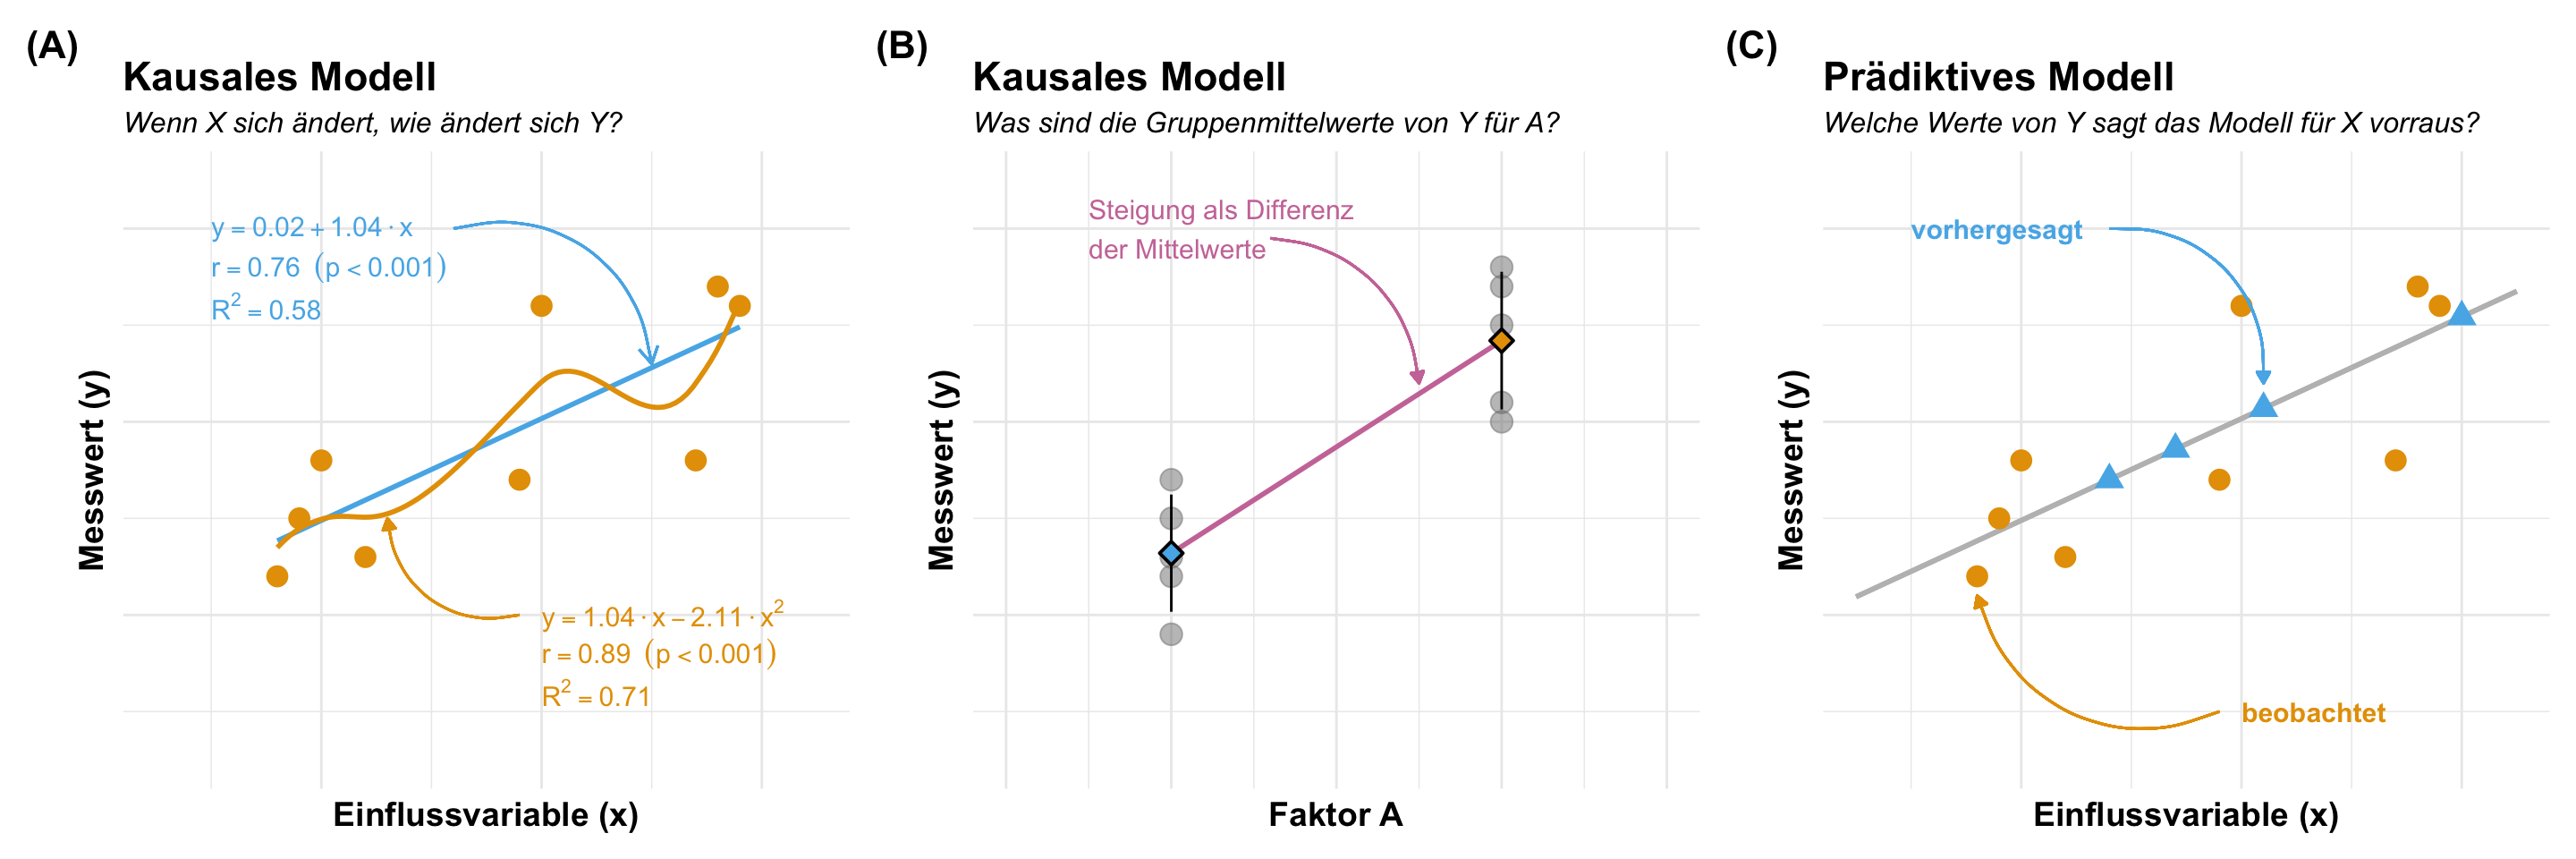 (A)
Kausales Modell
Wenn X sich ändert, wie ändert sich Y?
y = 0.02 + 1.04 · x
r = 0.76 (p < 0.001)
R² = 0.58
y = 1.04 · x − 2.11 · x²
r = 0.89 (p < 0.001)
R² = 0.71
Messwert (y)
Einflussvariable (x)
(B)
Kausales Modell
Was sind die Gruppenmittelwerte von Y für A?
Steigung als Differenz
der Mittelwerte
Messwert (y)
Faktor A
(C)
Prädiktives Modell
Welche Werte von Y sagt das Modell für X vorraus?
vorhergesagt
beobachtet
Messwert (y)
Einflussvariable (x)